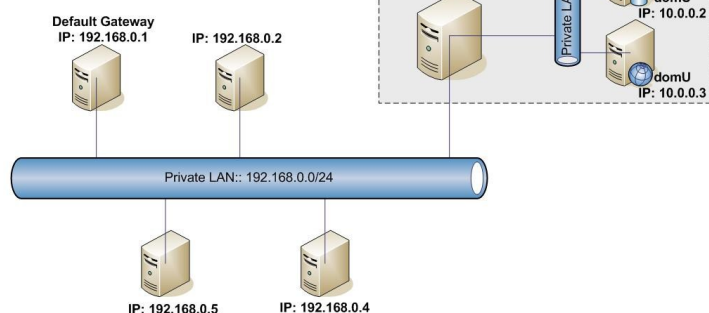 Default Gateway
IP: 192.168.0.1
IP: 192.168.0.2
domU
IP: 10.0.0.2
Private LA
domU
IP: 10.0.0.3
Private LAN:: 192.168.0.0/24
IP: 192.168.0.5
IP: 192.168.0.4